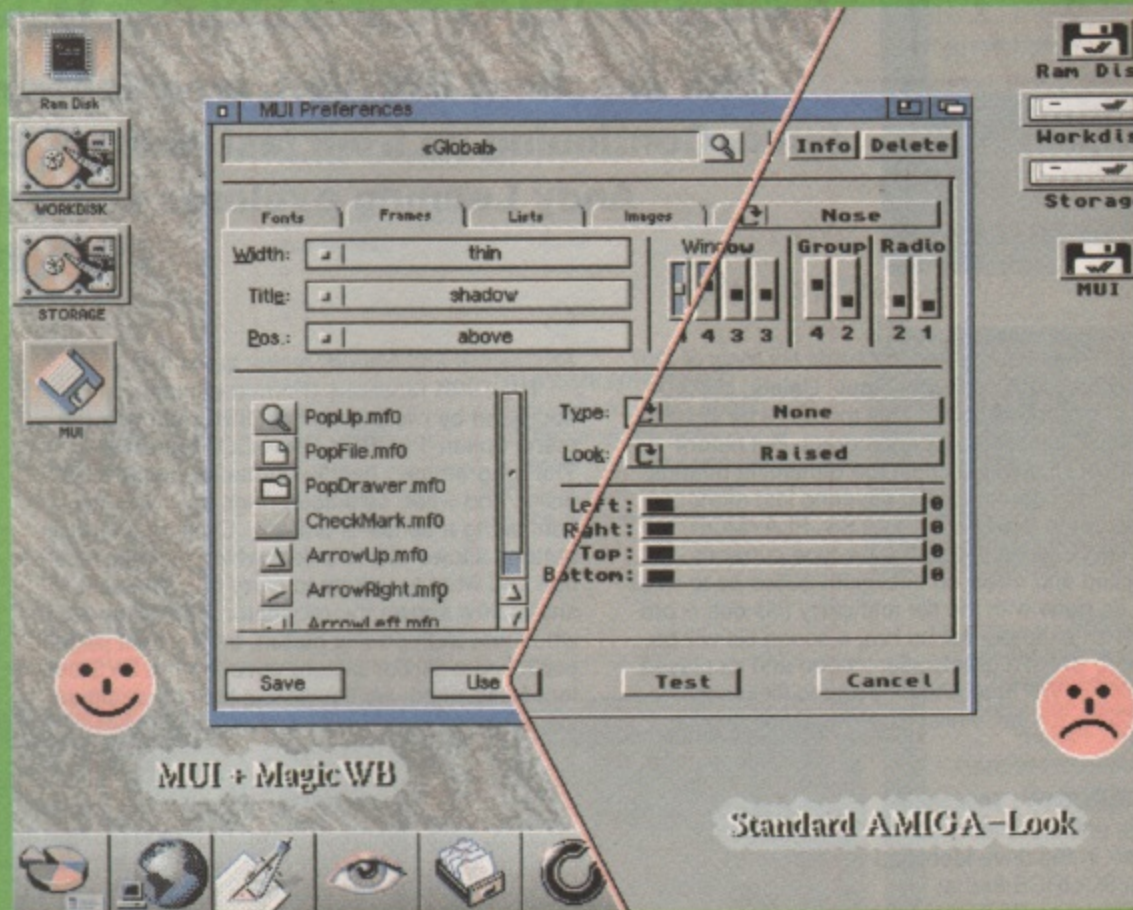 Ram Disk
WORKDISK
STORAGE
MUI
MUI Preferences
«Global»
Info
Delete
Fonts
Frames
Lists
Images
Nose
Width:
thin
Title:
shadow
Pos.:
above
Window
Group
Radio
4 3 3
4 2
2 1
PopUp.mf0
PopFile.mf0
PopDrawer.mf0
CheckMark.mf0
ArrowUp.mf0
ArrowRight.mf0
ArrowLeft.mf0
Type:
None
Look:
Raised
Left:
0
Right:
0
Top:
0
Bottom:
0
Save
Use
Test
Cancel
MUI + MagicWB
Ram Dis
Workdis
Storag
MUI
Standard AMIGA-Look